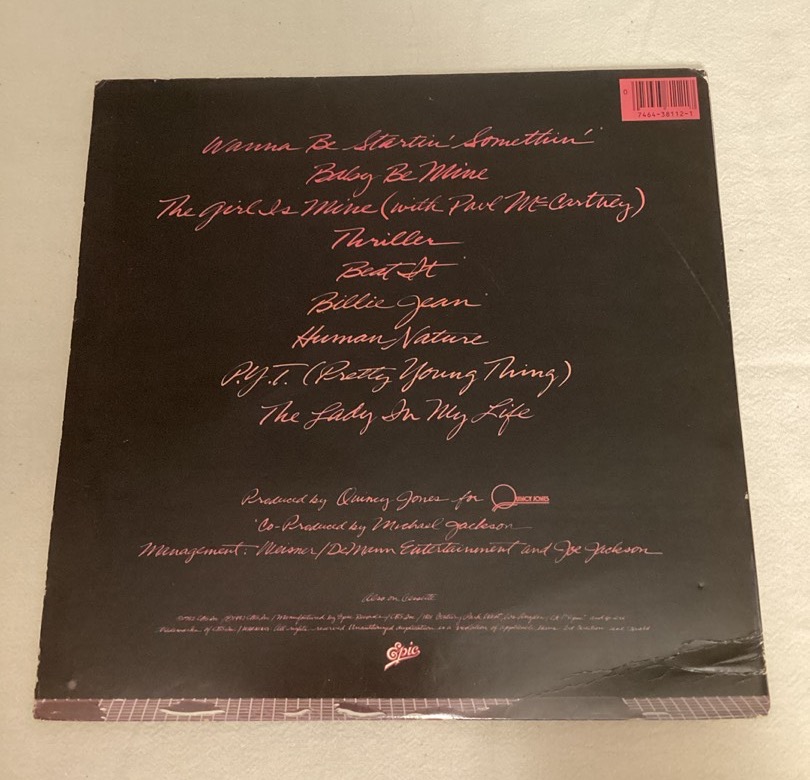 0
7464-38112-1
Wanna Be Startin' Somethin'
Baby Be Mine
The Girl Is Mine (with Paul McCartney)
Thriller
Beat It
Billie Jean
Human Nature
P.Y.T. (Pretty Young Thing)
The Lady In My Life
Produced by Quincy Jones for QUINCY JONES
Co-Produced by Michael Jackson
Management: Weisner/DeMann Entertainment and Joe Jackson
Also on Cassette
Epic